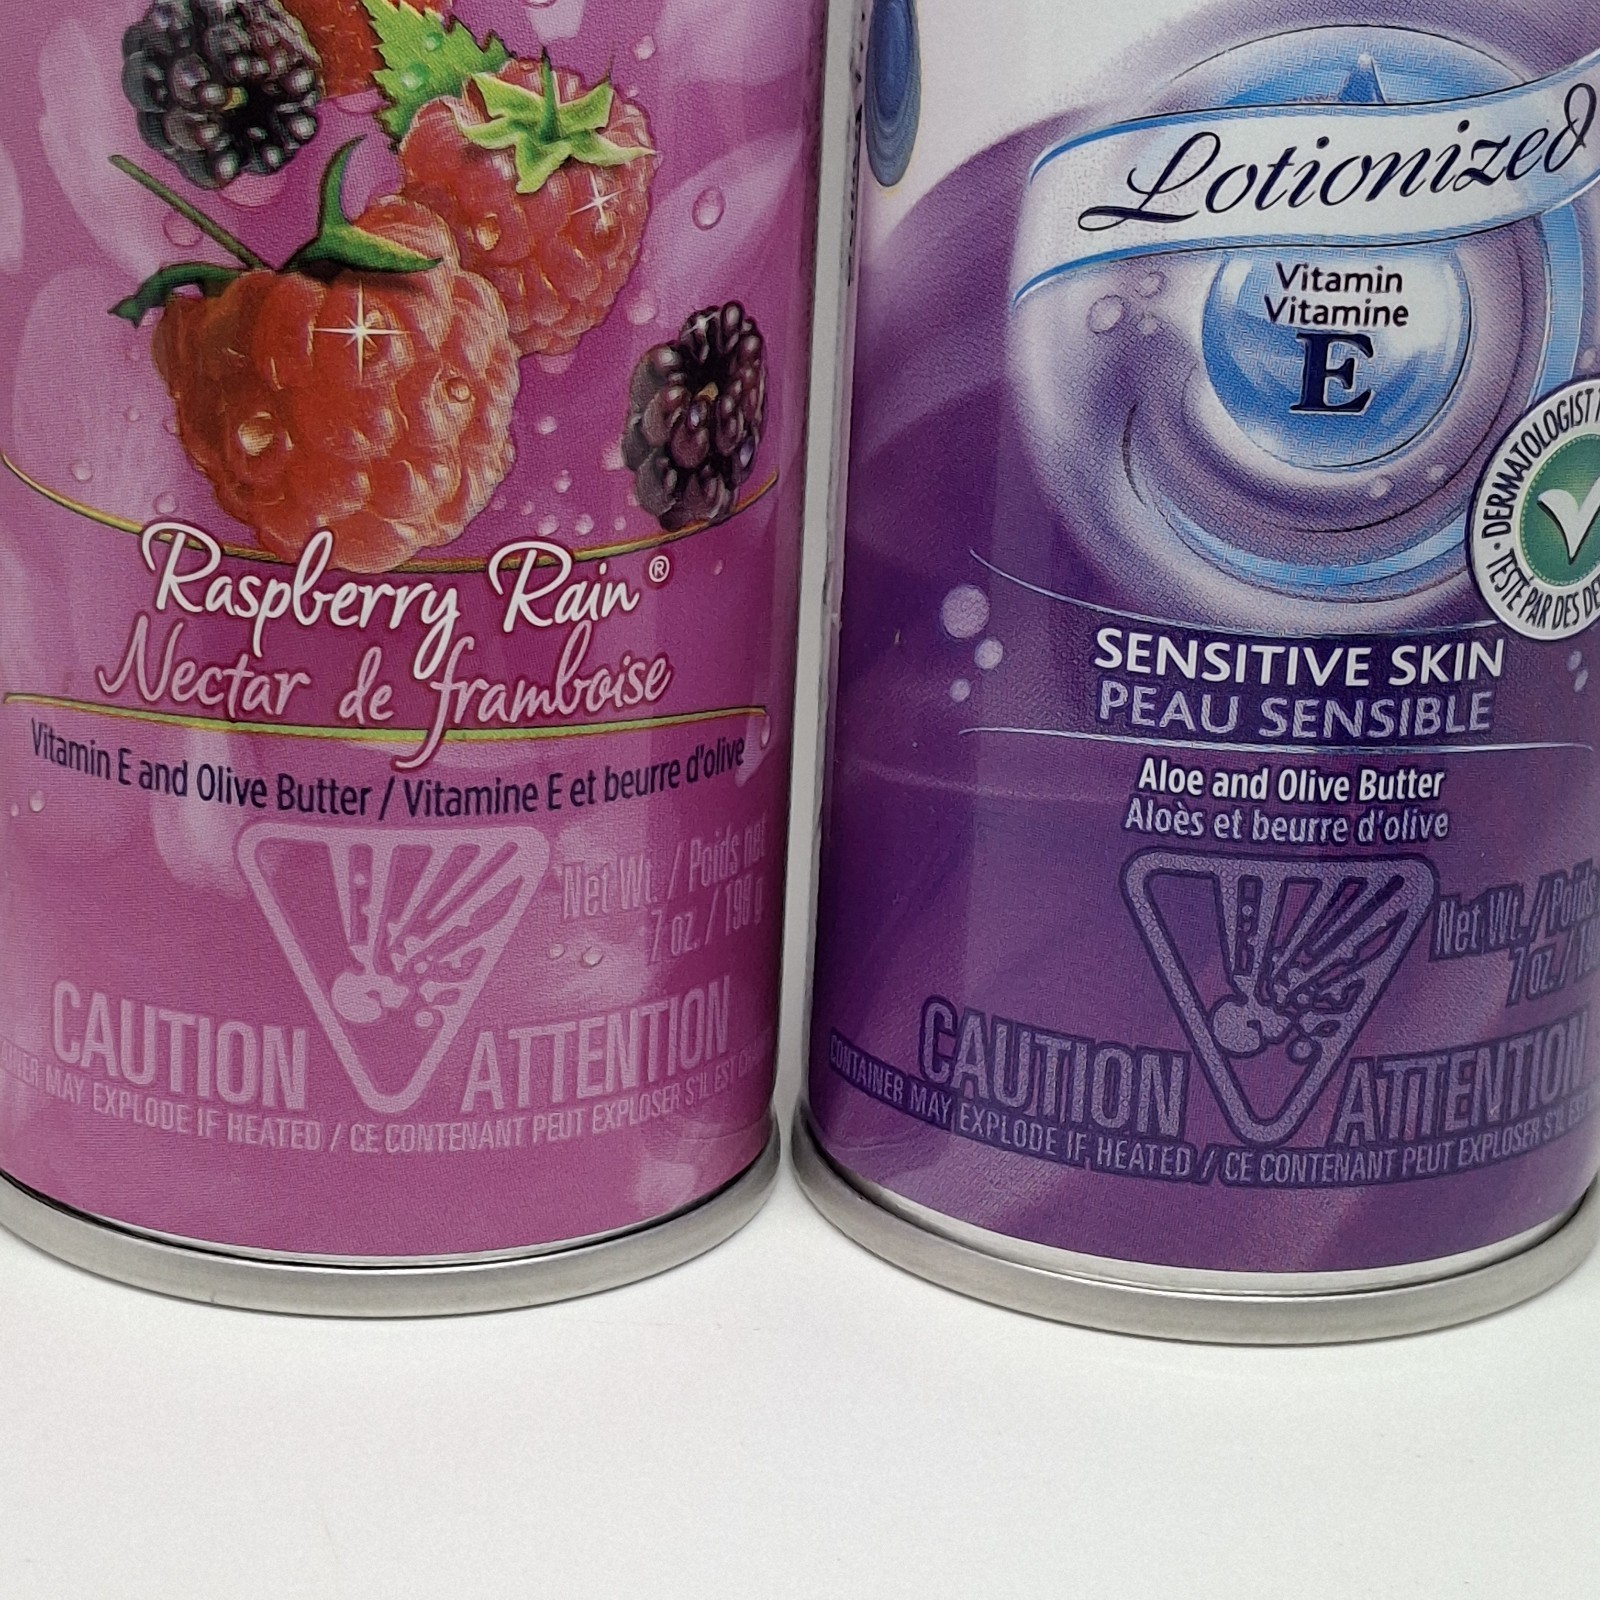 Raspberry Rain®
Nectar de framboise
Vitamin E and Olive Butter / Vitamine E et beurre d'olive
Net Wt. / Poids net
7 oz. / 198 g
CAUTION ATTENTION
MAY EXPLODE IF HEATED / CE CONTENANT PEUT EXPLOSER S'IL EST
Lotionized
Vitamin
Vitamine
E
DERMATOLOGIST
TESTÉ PAR DES
SENSITIVE SKIN
PEAU SENSIBLE
Aloe and Olive Butter
Aloès et beurre d'olive
Net Wt. / Poids
7 oz. /
CAUTION ATTENTION
CONTAINER MAY EXPLODE IF HEATED / CE CONTENANT PEUT EXPLOSER S'IL EST